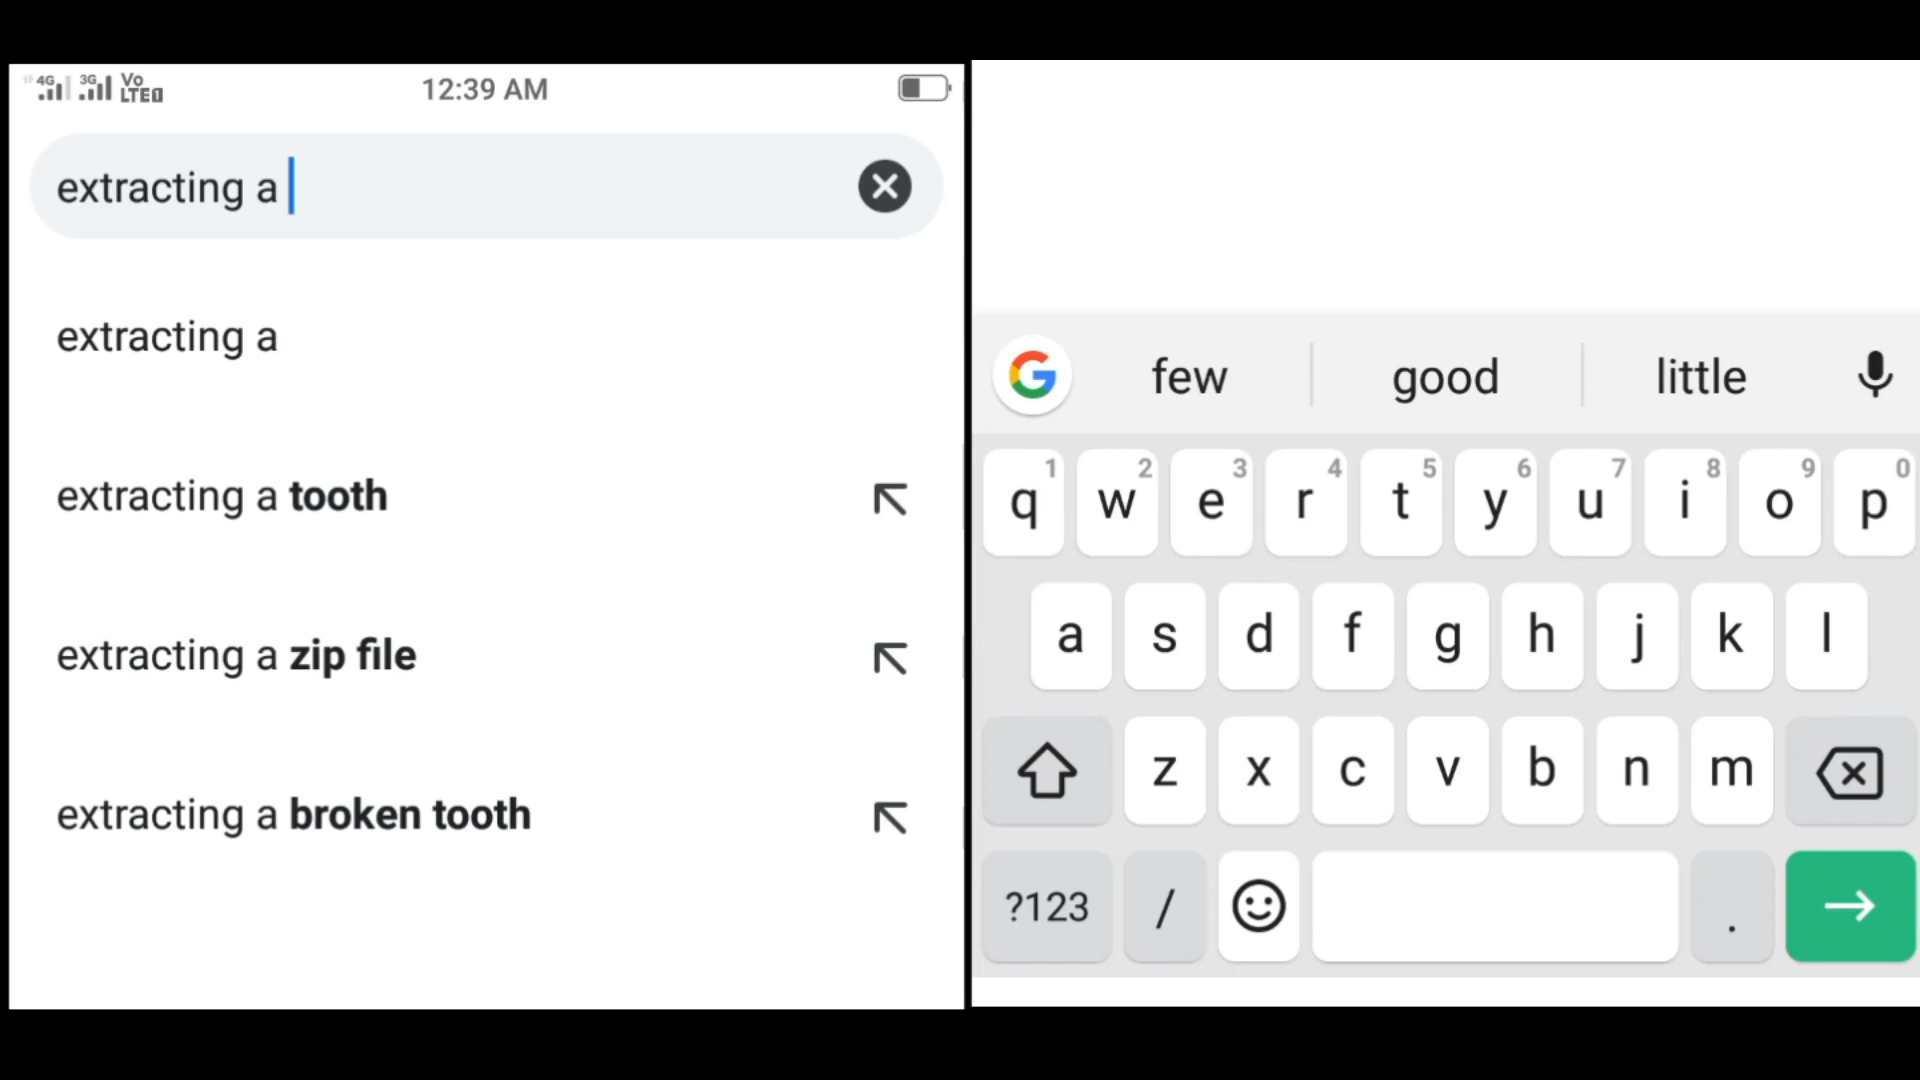 4G 3G Vo LTE 12:39 AM
extracting a
extracting a
extracting a tooth
extracting a zip file
extracting a broken tooth
few good little
1 2 3 4 5 6 7 8 9 0
q w e r t y u i o p
a s d f g h j k l
z x c v b n m
?123 / .